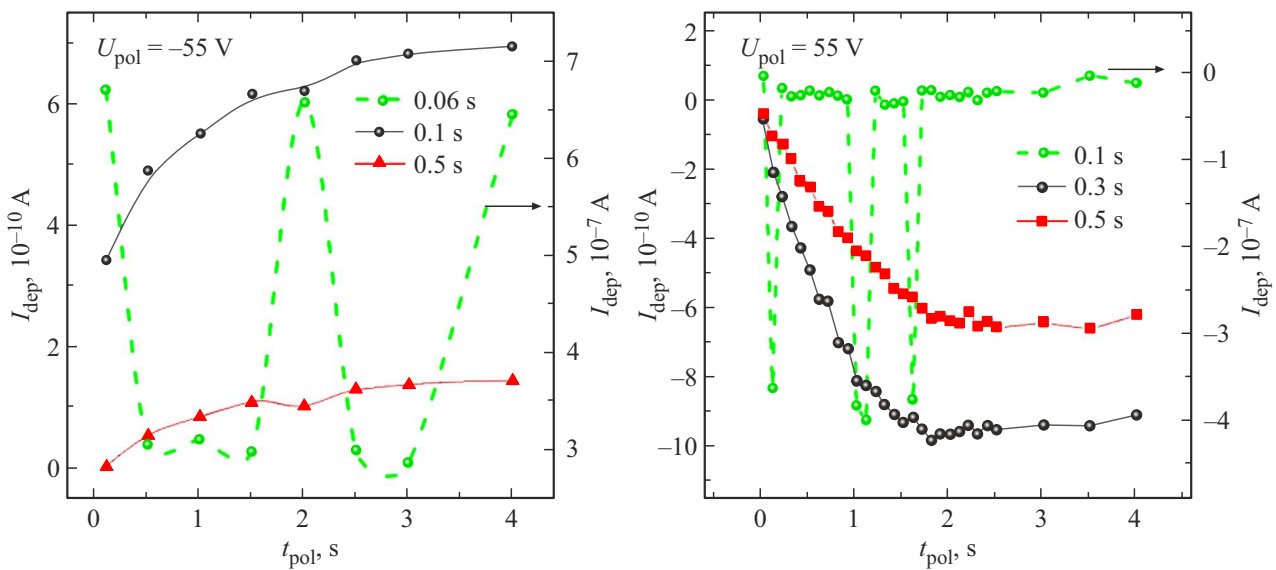 U_pol = –55 V
0.06 s
0.1 s
0.5 s
I_dep, 10^–10 A
6
4
2
0
7
6
5
4
3
I_dep, 10^–7 A
0
1
2
3
4
t_pol, s
U_pol = 55 V
0.1 s
0.3 s
0.5 s
I_dep, 10^–10 A
2
0
–2
–4
–6
–8
–10
0
–1
–2
–3
–4
I_dep, 10^–7 A
0
1
2
3
4
t_pol, s